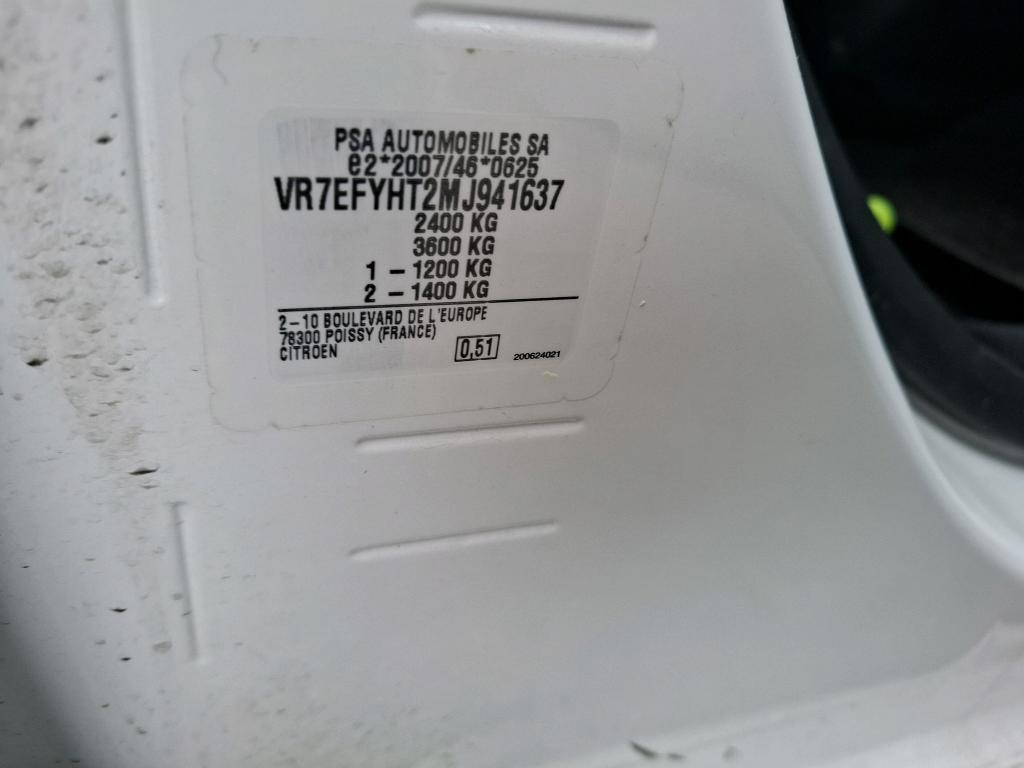 PSA AUTOMOBILES SA
e2*2007/46*0625
VR7EFYHT2MJ941637
2400 KG
3600 KG
1 – 1200 KG
2 – 1400 KG
2–10 BOULEVARD DE L'EUROPE
78300 POISSY (FRANCE)
CITROEN 0,51 200624021